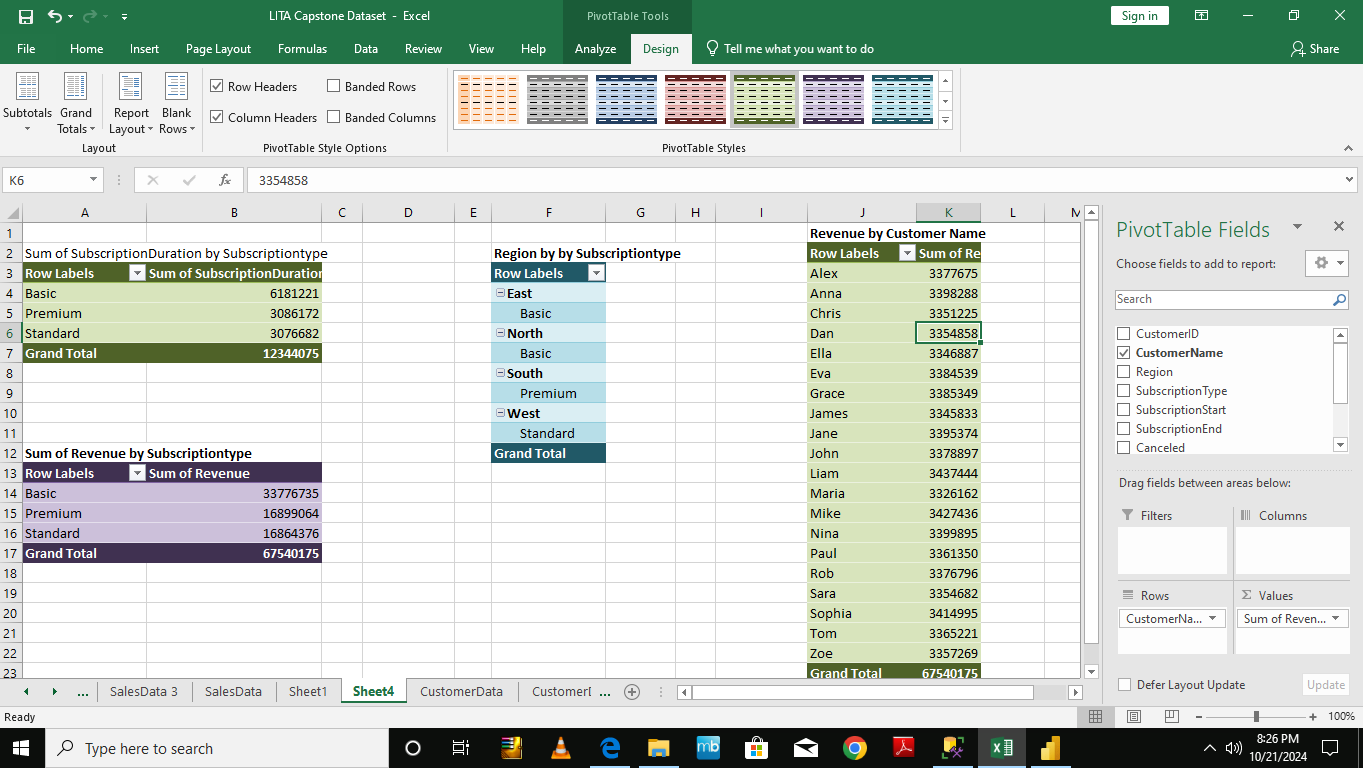 LITA Capstone Dataset - Excel
PivotTable Tools
Sign in
File Home Insert Page Layout Formulas Data Review View Help Analyze Design Tell me what you want to do Share
Subtotals
Grand Totals
Report Layout
Blank Rows
Layout
Row Headers
Banded Rows
Column Headers
Banded Columns
PivotTable Style Options
PivotTable Styles
K6
fx
3354858
A B C D E F G H I J K L M
1 Revenue by Customer Name
2 Sum of SubscriptionDuration by Subscriptiontype Region by by Subscriptiontype Row Labels Sum of Re
3 Row Labels Sum of SubscriptionDuration Row Labels Alex 3377675
4 Basic 6181221 East Anna 3398288
5 Premium 3086172 Basic Chris 3351225
6 Standard 3076682 North Dan 3354858
7 Grand Total 12344075 Basic Ella 3346887
8 South Eva 3384539
9 Premium Grace 3385349
10 West James 3345833
11 Standard Jane 3395374
12 Sum of Revenue by Subscriptiontype Grand Total John 3378897
13 Row Labels Sum of Revenue Liam 3437444
14 Basic 33776735 Maria 3326162
15 Premium 16899064 Mike 3427436
16 Standard 16864376 Nina 3399895
17 Grand Total 67540175 Paul 3361350
18 Rob 3376796
19 Sara 3354682
20 Sophia 3414995
21 Tom 3365221
22 Zoe 3357269
23 Grand Total 67540175
PivotTable Fields
Choose fields to add to report:
Search
CustomerID
CustomerName
Region
SubscriptionType
SubscriptionStart
SubscriptionEnd
Canceled
Drag fields between areas below:
Filters
Columns
Rows
Σ Values
CustomerNa...
Sum of Reven...
Defer Layout Update
Update
... SalesData 3 SalesData Sheet1 Sheet4 CustomerData CustomerI ...
Ready
100%
Type here to search
mb
8:26 PM
10/21/2024